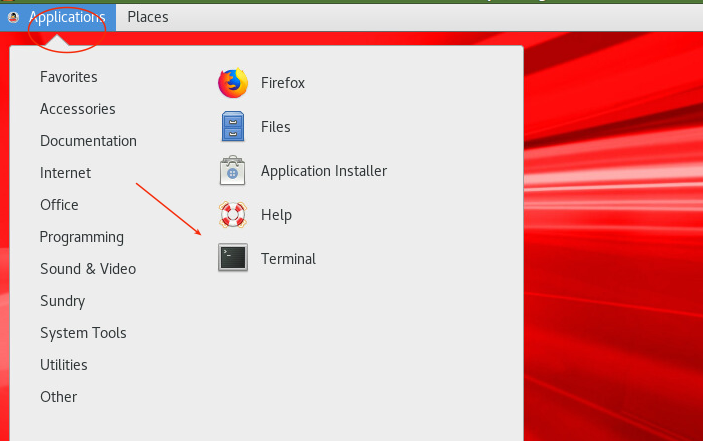 Applications Places
Favorites
Accessories
Documentation
Internet
Office
Programming
Sound & Video
Sundry
System Tools
Utilities
Other
Firefox
Files
Application Installer
Help
Terminal